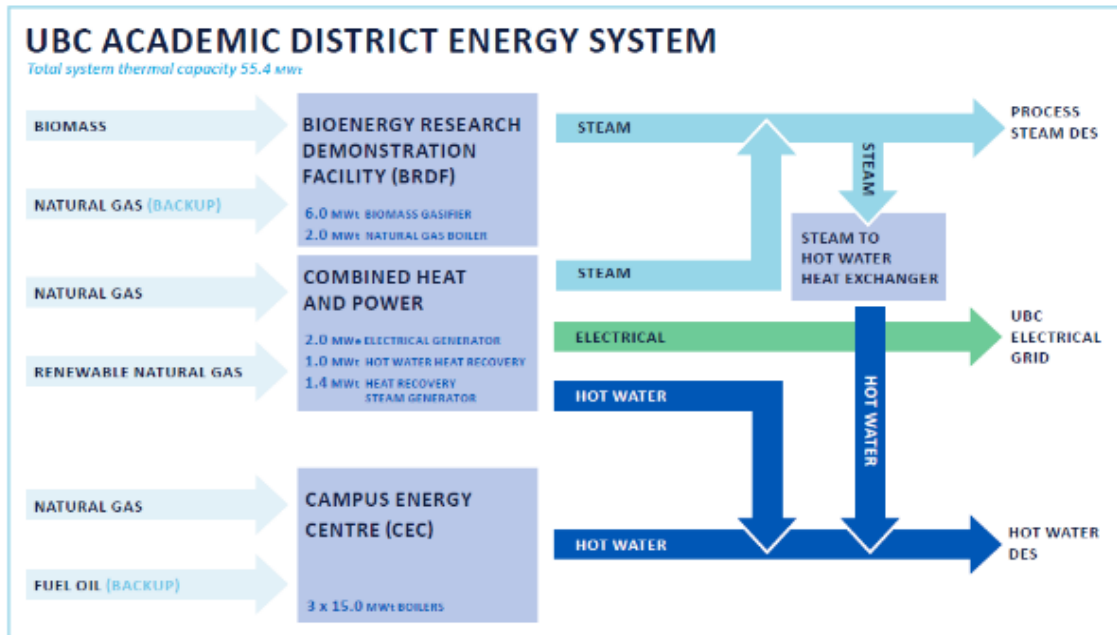 UBC ACADEMIC DISTRICT ENERGY SYSTEM
Total system thermal capacity 55.4 MWt
BIOMASS
NATURAL GAS (BACKUP)
BIOENERGY RESEARCH
DEMONSTRATION
FACILITY (BRDF)
6.0 MWt BIOMASS GASIFIER
2.0 MWt NATURAL GAS BOILER
STEAM
STEAM
PROCESS
STEAM DES
STEAM TO
HOT WATER
HEAT EXCHANGER
NATURAL GAS
RENEWABLE NATURAL GAS
COMBINED HEAT
AND POWER
2.0 MWe ELECTRICAL GENERATOR
1.0 MWt HOT WATER HEAT RECOVERY
1.4 MWt HEAT RECOVERY
STEAM GENERATOR
STEAM
ELECTRICAL
UBC
ELECTRICAL
GRID
HOT WATER
HOT WATER
NATURAL GAS
FUEL OIL (BACKUP)
CAMPUS ENERGY
CENTRE (CEC)
3 x 15.0 MWt BOILERS
HOT WATER
HOT WATER
DES